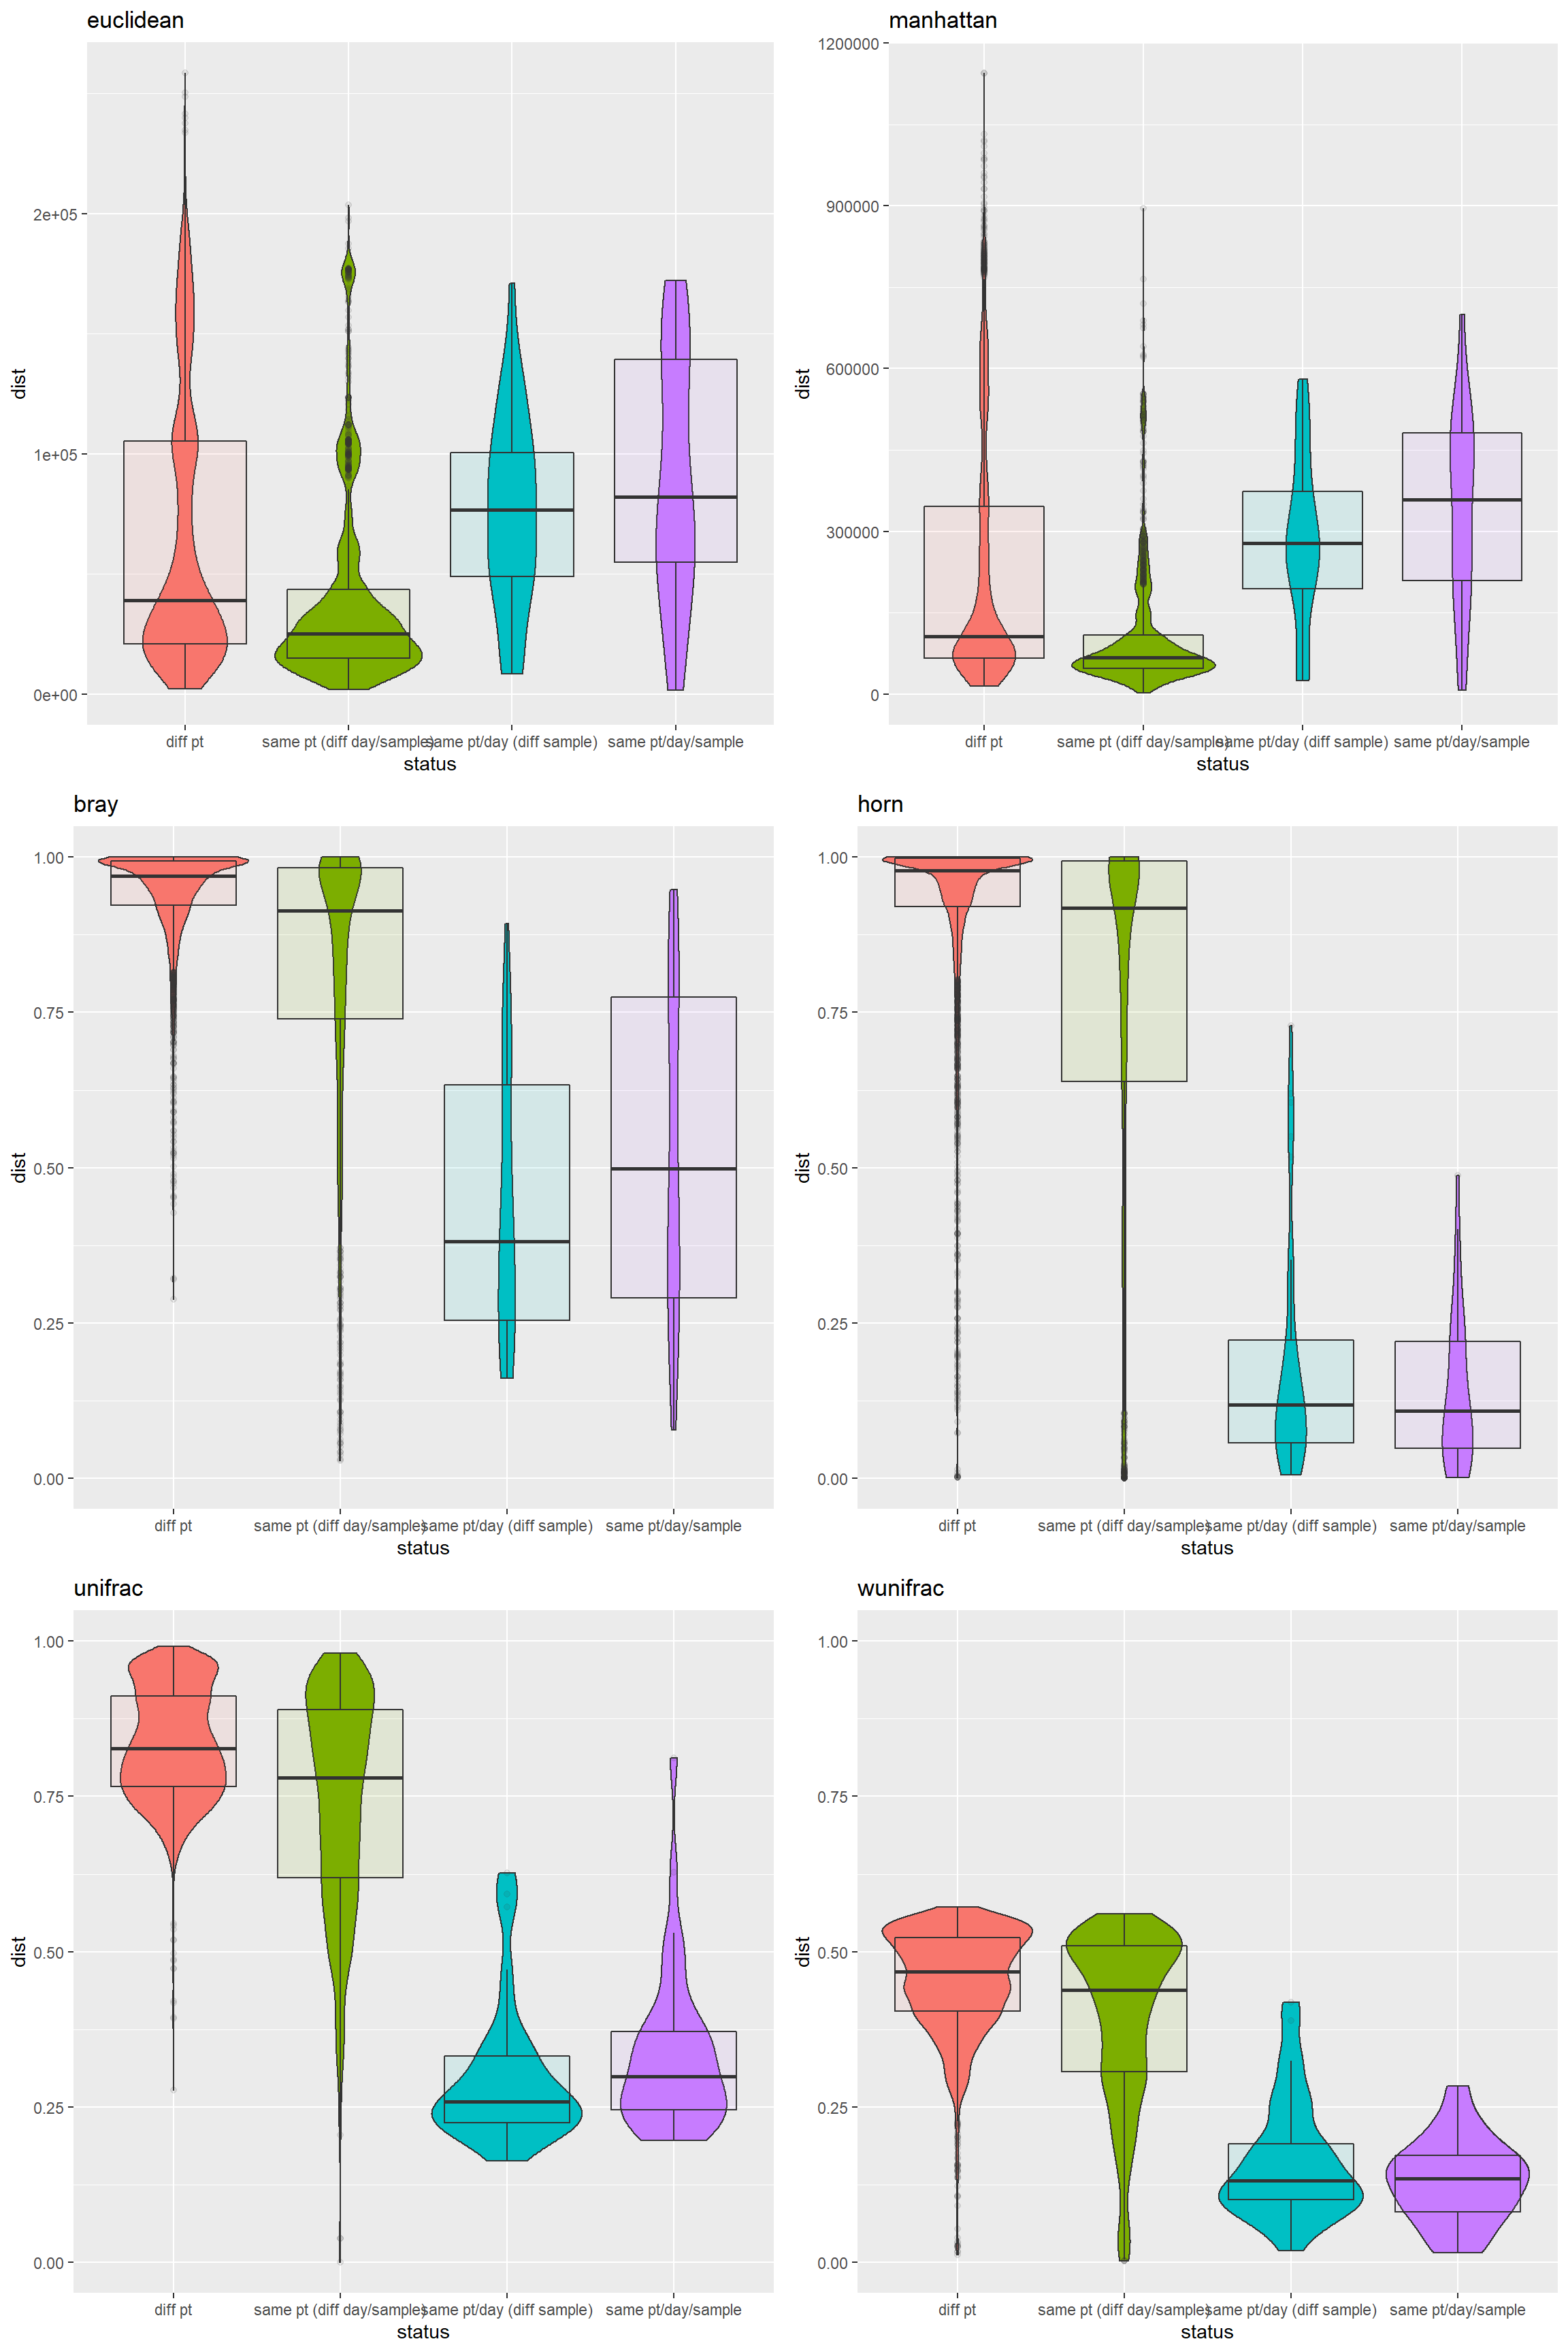 euclidean
manhattan
dist
2e+05
1e+05
0e+00
diff pt
same pt (diff day/sample)
same pt/day (diff sample)
same pt/day/sample
status
dist
1200000
900000
600000
300000
0
diff pt
same pt (diff day/sample)
same pt/day (diff sample)
same pt/day/sample
status
bray
horn
dist
1.00
0.75
0.50
0.25
0.00
diff pt
same pt (diff day/sample)
same pt/day (diff sample)
same pt/day/sample
status
dist
1.00
0.75
0.50
0.25
0.00
diff pt
same pt (diff day/sample)
same pt/day (diff sample)
same pt/day/sample
status
unifrac
wunifrac
dist
1.00
0.75
0.50
0.25
0.00
diff pt
same pt (diff day/sample)
same pt/day (diff sample)
same pt/day/sample
status
dist
1.00
0.75
0.50
0.25
0.00
diff pt
same pt (diff day/sample)
same pt/day (diff sample)
same pt/day/sample
status